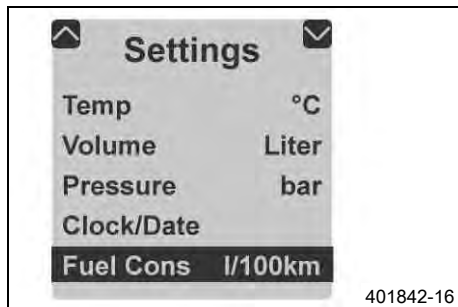 Settings
Temp °C
Volume Liter
Pressure bar
Clock/Date
Fuel Cons l/100km
401842-16